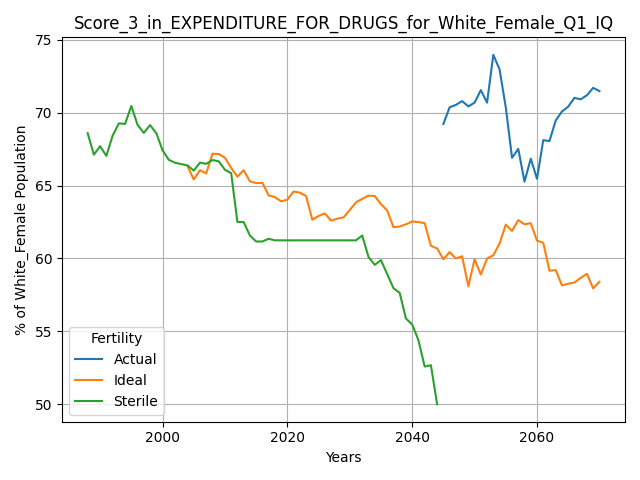 Score_3_in_EXPENDITURE_FOR_DRUGS_for_White_Female_Q1_IQ
75
70
65
60
55
50
% of White_Female Population
Fertility
Actual
Ideal
Sterile
2000 2020 2040 2060
Years